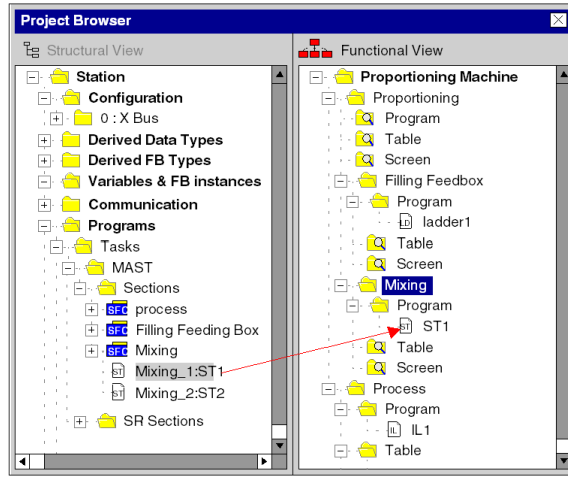 Project Browser
Structural View
Station
Configuration
0 : X Bus
Derived Data Types
Derived FB Types
Variables & FB instances
Communication
Programs
Tasks
MAST
Sections
SFC process
SFC Filling Feeding Box
SFC Mixing
ST Mixing_1:ST1
ST Mixing_2:ST2
SR Sections
Functional View
Proportioning Machine
Proportioning
Program
Table
Screen
Filling Feedbox
Program
LD ladder1
Table
Screen
Mixing
Program
ST ST1
Table
Screen
Process
Program
IL IL1
Table